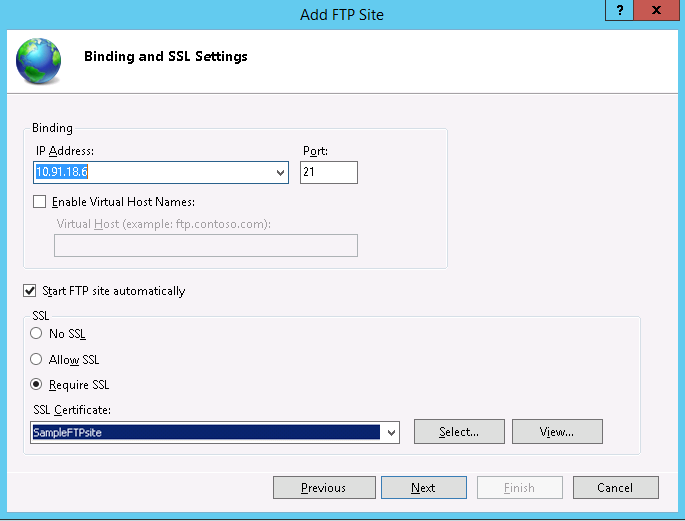 Add FTP Site
? X
Binding and SSL Settings
Binding
IP Address: Port:
10.91.18.6 21
Enable Virtual Host Names:
Virtual Host (example: ftp.contoso.com):
Start FTP site automatically
SSL
No SSL
Allow SSL
Require SSL
SSL Certificate:
SampleFTPsite Select... View...
Previous Next Finish Cancel